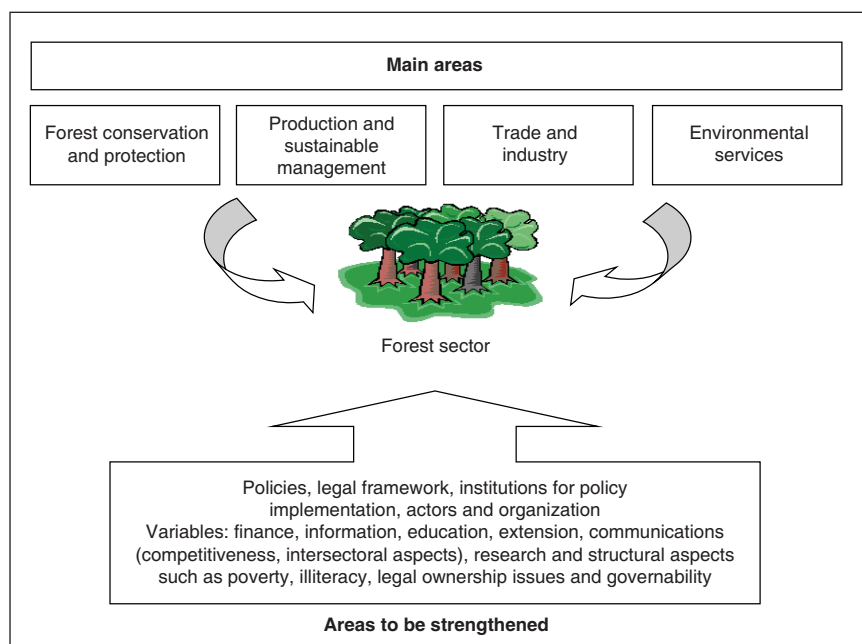 Main areas
Forest conservation
and protection
Production and
sustainable
management
Trade and
industry
Environmental
services
Forest sector
Policies, legal framework, institutions for policy
implementation, actors and organization
Variables: finance, information, education, extension, communications
(competitiveness, intersectoral aspects), research and structural aspects
such as poverty, illiteracy, legal ownership issues and governability
Areas to be strengthened